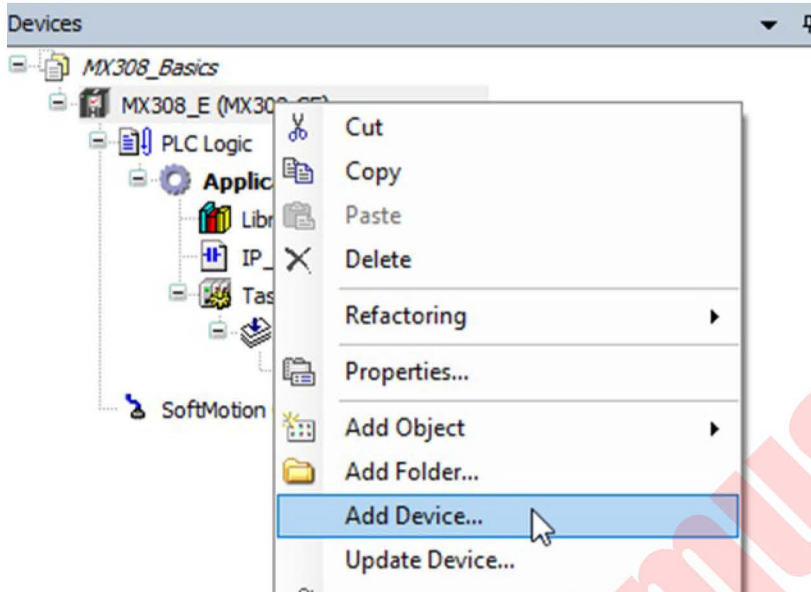 Devices
MX308_Basics
MX308_E (MX308
PLC Logic
Applic
Libr
IP_
Tas
SoftMotion
Cut
Copy
Paste
Delete
Refactoring
Properties...
Add Object
Add Folder...
Add Device...
Update Device...